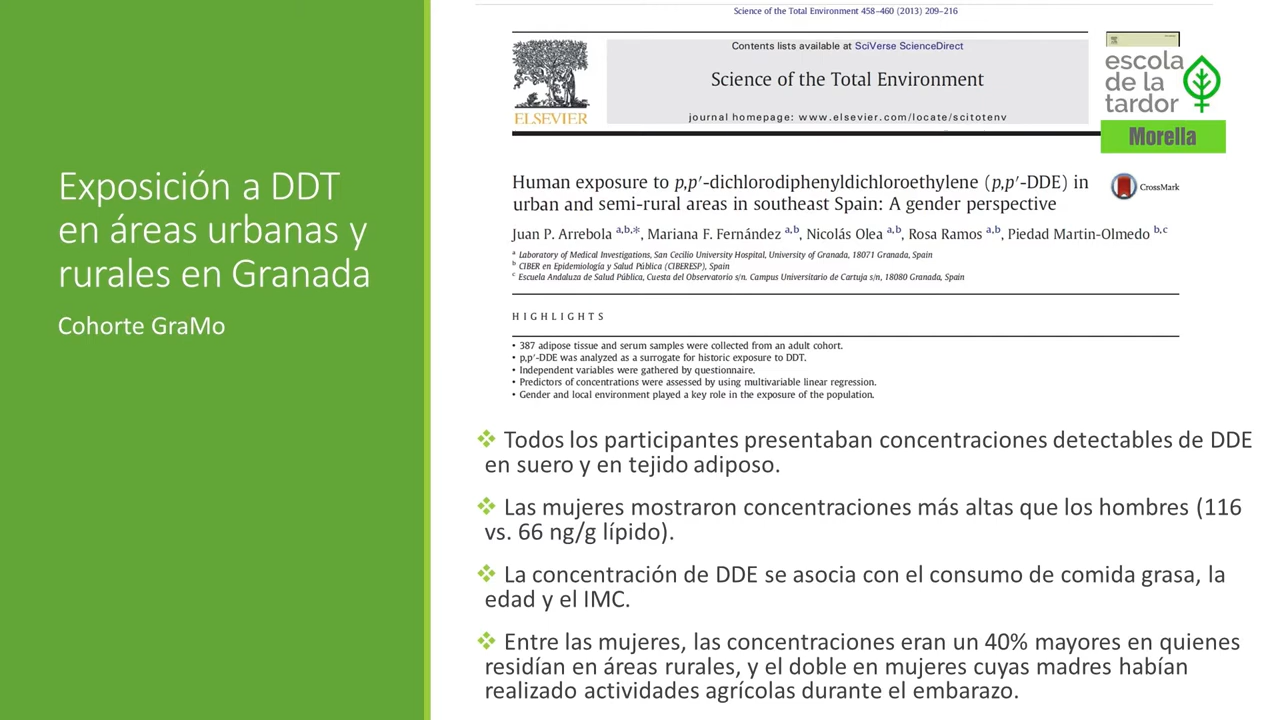 Exposición a DDT
en áreas urbanas y
rurales en Granada
Cohorte GraMo
Science of the Total Environment 458–460 (2013) 209–216
Contents lists available at SciVerse ScienceDirect
Science of the Total Environment
journal homepage: www.elsevier.com/locate/scitotenv
ELSEVIER
escola
de la
tardor
Morella
Human exposure to p,p′-dichlorodiphenyldichloroethylene (p,p′-DDE) in
urban and semi-rural areas in southeast Spain: A gender perspective
CrossMark
Juan P. Arrebola a,b,*, Mariana F. Fernández a,b, Nicolás Olea a,b, Rosa Ramos a,b, Piedad Martin-Olmedo b,c
a Laboratory of Medical Investigations, San Cecilio University Hospital, University of Granada, 18071 Granada, Spain
b CIBER en Epidemiología y Salud Pública (CIBERESP), Spain
c Escuela Andaluza de Salud Pública, Cuesta del Observatorio s/n. Campus Universitario de Cartuja s/n, 18080 Granada, Spain
HIGHLIGHTS
• 387 adipose tissue and serum samples were collected from an adult cohort.
• p,p′-DDE was analyzed as a surrogate for historic exposure to DDT.
• Independent variables were gathered by questionnaire.
• Predictors of concentrations were assessed by using multivariable linear regression.
• Gender and local environment played a key role in the exposure of the population.
❖ Todos los participantes presentaban concentraciones detectables de DDE
en suero y en tejido adiposo.
❖ Las mujeres mostraron concentraciones más altas que los hombres (116
vs. 66 ng/g lípido).
❖ La concentración de DDE se asocia con el consumo de comida grasa, la
edad y el IMC.
❖ Entre las mujeres, las concentraciones eran un 40% mayores en quienes
residían en áreas rurales, y el doble en mujeres cuyas madres habían
realizado actividades agrícolas durante el embarazo.